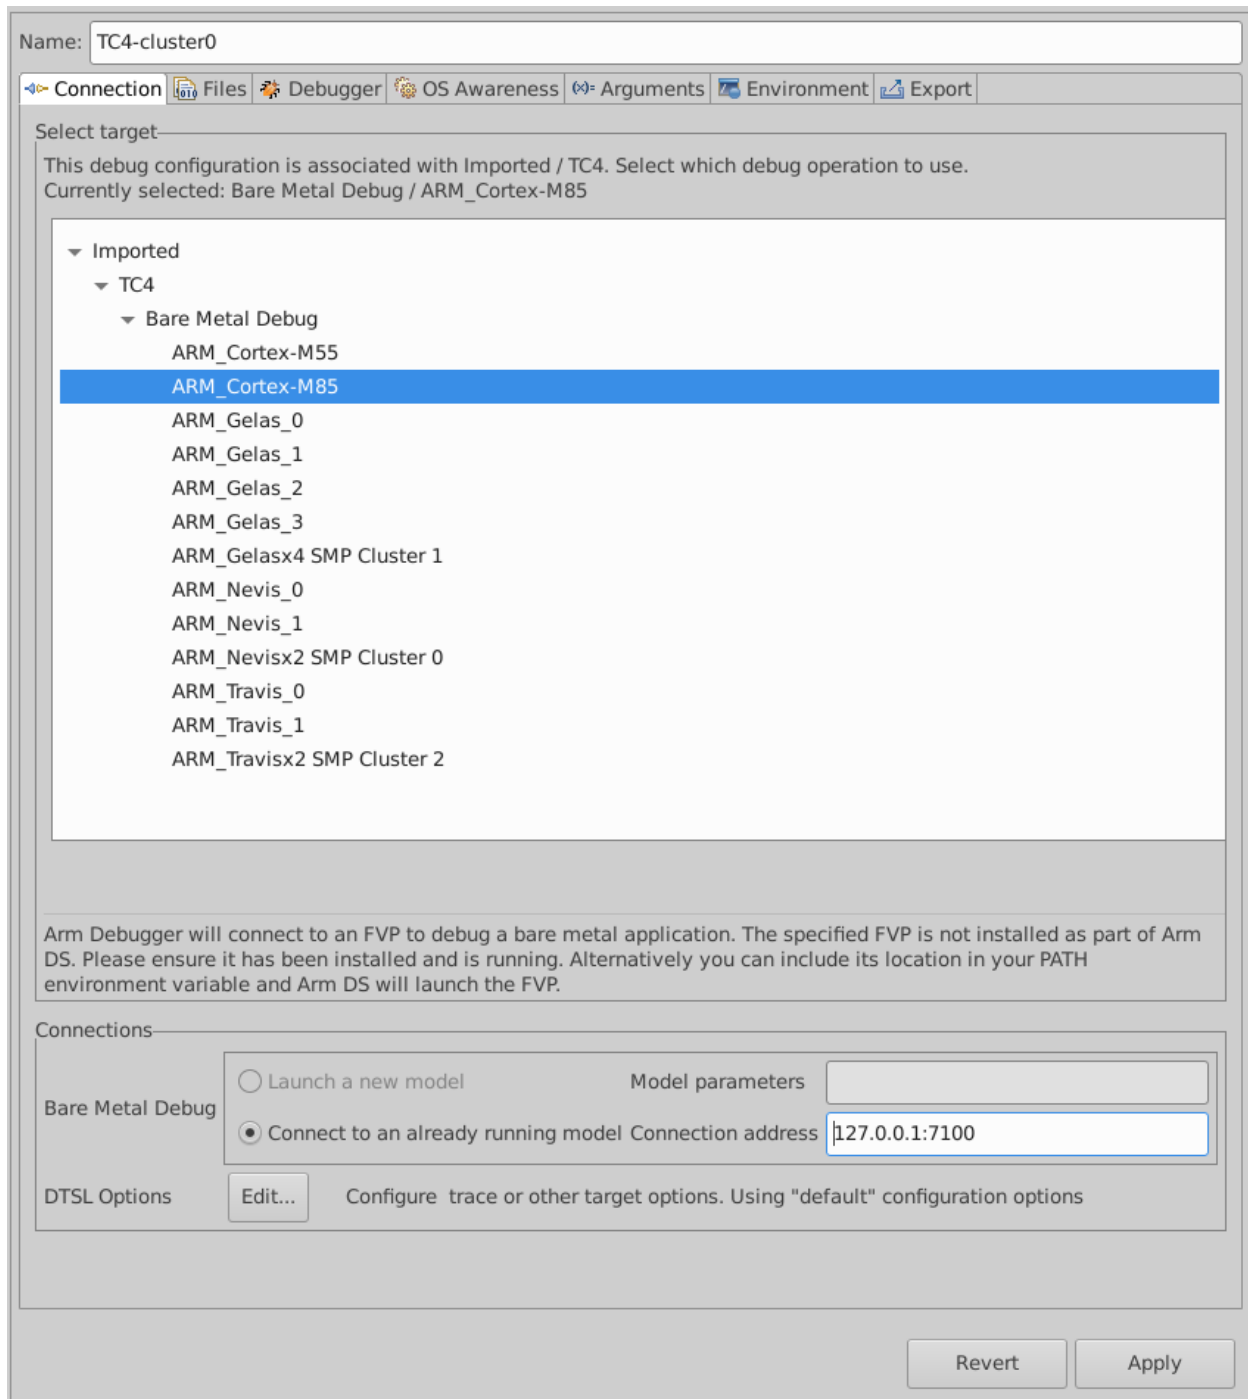 Name: TC4-cluster0
Connection Files Debugger OS Awareness Arguments Environment Export
Select target
This debug configuration is associated with Imported / TC4. Select which debug operation to use.
Currently selected: Bare Metal Debug / ARM_Cortex-M85
Imported
TC4
Bare Metal Debug
ARM_Cortex-M55
ARM_Cortex-M85
ARM_Gelas_0
ARM_Gelas_1
ARM_Gelas_2
ARM_Gelas_3
ARM_Gelasx4 SMP Cluster 1
ARM_Nevis_0
ARM_Nevis_1
ARM_Nevisx2 SMP Cluster 0
ARM_Travis_0
ARM_Travis_1
ARM_Travisx2 SMP Cluster 2
Arm Debugger will connect to an FVP to debug a bare metal application. The specified FVP is not installed as part of Arm
DS. Please ensure it has been installed and is running. Alternatively you can include its location in your PATH
environment variable and Arm DS will launch the FVP.
Connections
Launch a new model Model parameters
Bare Metal Debug
Connect to an already running model Connection address 127.0.0.1:7100
DTSL Options Edit... Configure trace or other target options. Using "default" configuration options
Revert Apply